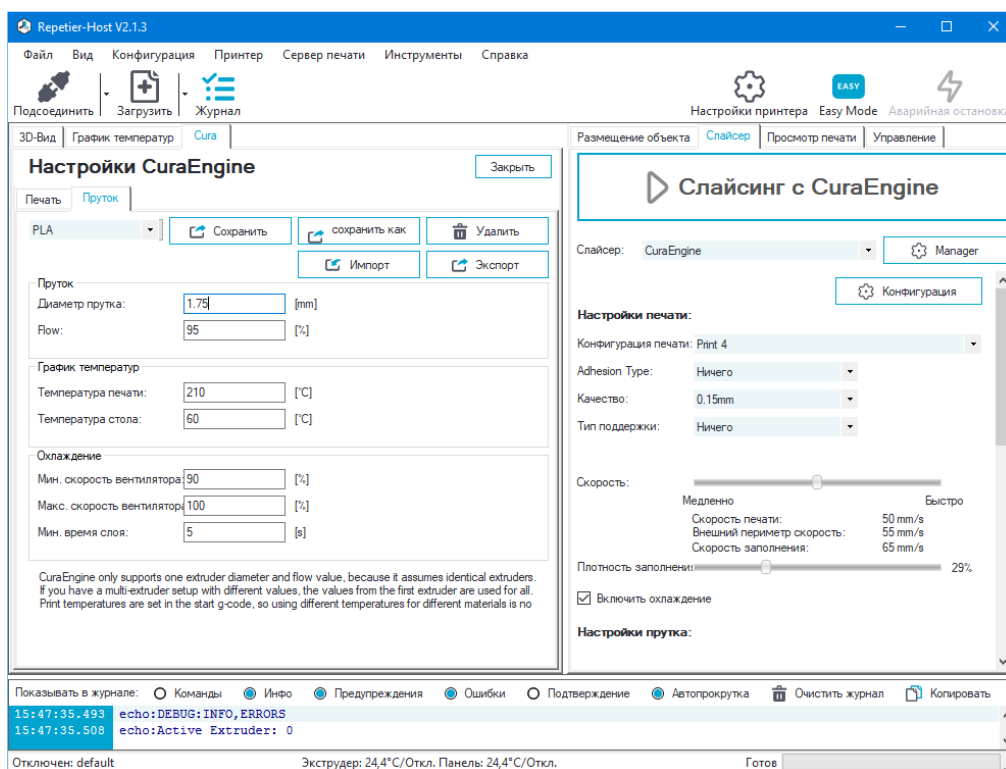 Repetier-Host V2.1.3
Файл Вид Конфигурация Принтер Сервер печати Инструменты Справка
Подсоединить Загрузить Журнал Настройки принтера EASY Easy Mode Аварийная остановка
3D-Вид График температур Cura
Настройки CuraEngine Закрыть
Печать Пруток
PLA Сохранить сохранить как Удалить
Импорт Экспорт
Пруток
Диаметр прутка: 1.75 [mm]
Flow: 95 [%]
График температур
Температура печати: 210 [°C]
Температура стола: 60 [°C]
Охлаждение
Мин. скорость вентилятора: 90 [%]
Макс. скорость вентилятора 100 [%]
Мин. время слоя: 5 [s]
CuraEngine only supports one extruder diameter and flow value, because it assumes identical extruders.
If you have a multi-extruder setup with different values, the values from the first extruder are used for all.
Print temperatures are set in the start g-code, so using different temperatures for different materials is no
Размещение объекта Слайсер Просмотр печати Управление
Слайсинг с CuraEngine
Слайсер: CuraEngine Manager
Конфигурация
Настройки печати:
Конфигурация печати: Print 4
Adhesion Type: Ничего
Качество: 0.15mm
Тип поддержки: Ничего
Скорость:
Медленно Быстро
Скорость печати: 50 mm/s
Внешний периметр скорость: 55 mm/s
Скорость заполнения: 65 mm/s
Плотность заполнени: 29%
Включить охлаждение
Настройки прутка:
Показывать в журнале: Команды Инфо Предупреждения Ошибки Подтверждение Автопрокрутка Очистить журнал Копировать
15:47:35.493 echo:DEBUG:INFO,ERRORS
15:47:35.508 echo:Active Extruder: 0
Отключен: default Экструдер: 24,4°C/Откл. Панель: 24,4°C/Откл. Готов